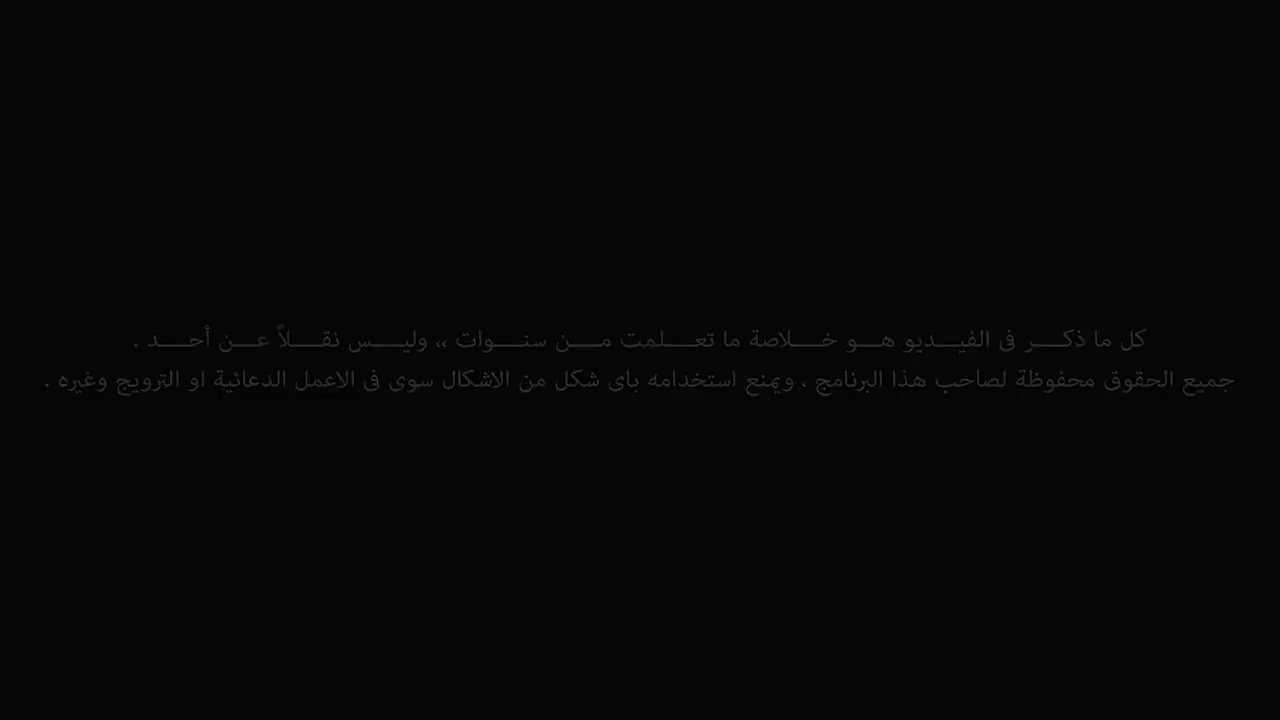 كل ما ذكـــر فى الفيـــديو هـــو خـــلاصة ما تعـــلمت مـــن سنـــوات ،، وليـــس نقـــلاً عـــن أحـــد .
جميع الحقوق محفوظة لصاحب هذا البرنامج ، ويمنع استخدامه باى شكل من الاشكال سوى فى الاعمل الدعائية او الترويج وغيره .